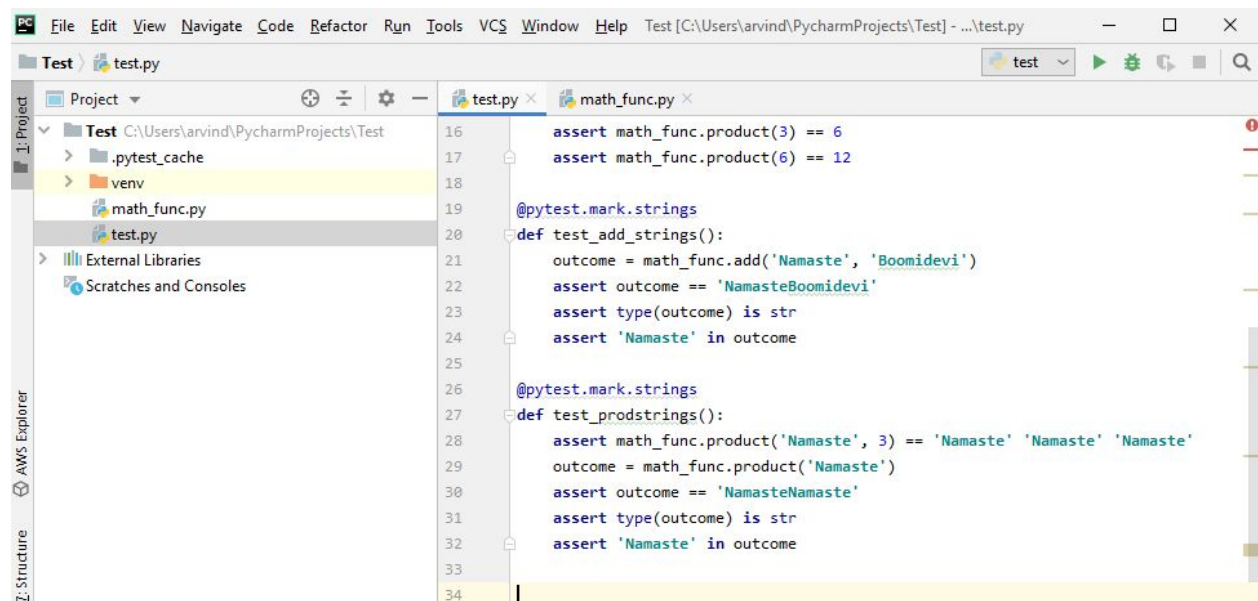 PC File Edit View Navigate Code Refactor Run Tools VCS Window Help Test [C:\Users\arvind\PycharmProjects\Test] - ...\test.py
Test test.py test
1: Project
Project
Test C:\Users\arvind\PycharmProjects\Test
.pytest_cache
venv
math_func.py
test.py
External Libraries
Scratches and Consoles
AWS Explorer
7: Structure
test.py math_func.py
16 assert math_func.product(3) == 6
17 assert math_func.product(6) == 12
18
19 @pytest.mark.strings
20 def test_add_strings():
21 outcome = math_func.add('Namaste', 'Boomidevi')
22 assert outcome == 'NamasteBoomidevi'
23 assert type(outcome) is str
24 assert 'Namaste' in outcome
25
26 @pytest.mark.strings
27 def test_prodstrings():
28 assert math_func.product('Namaste', 3) == 'Namaste' 'Namaste' 'Namaste'
29 outcome = math_func.product('Namaste')
30 assert outcome == 'NamasteNamaste'
31 assert type(outcome) is str
32 assert 'Namaste' in outcome
33
34